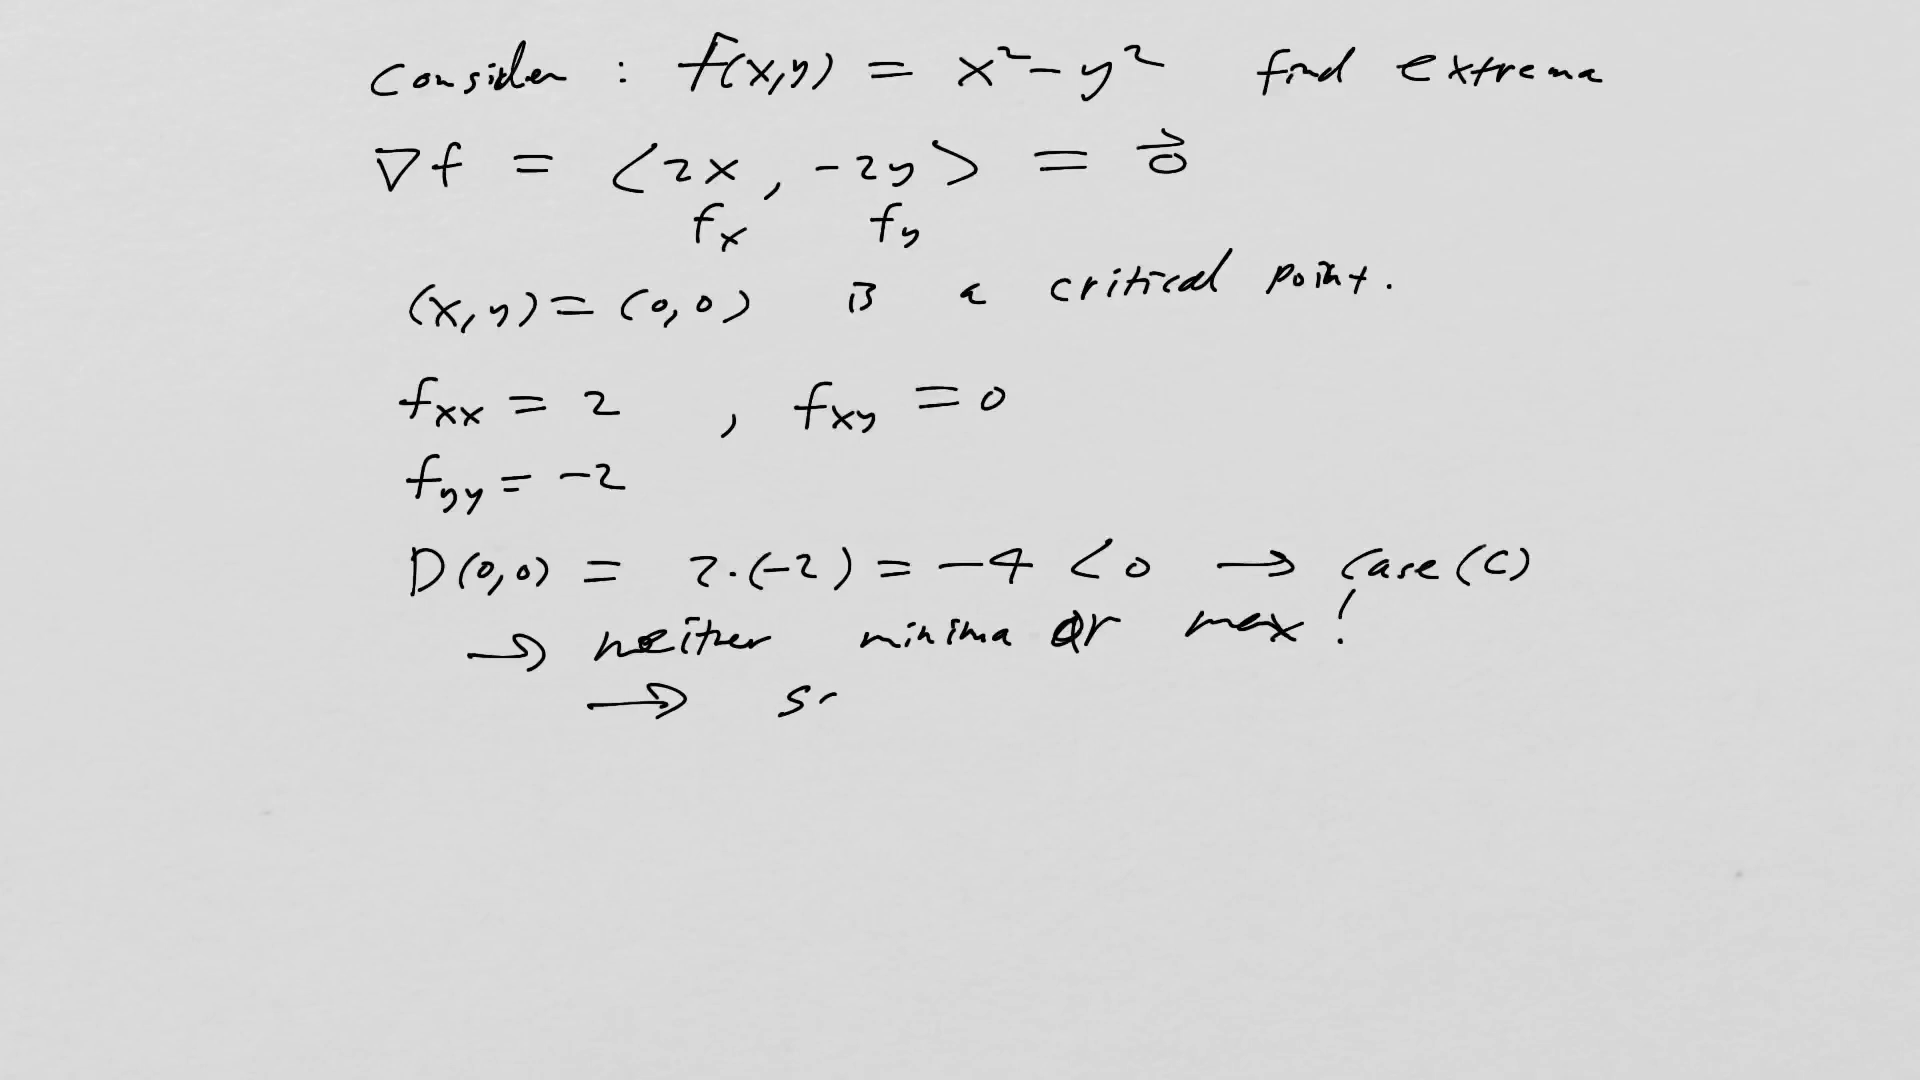 Consider : f(x,y) = x² - y² find extrema
∇f = <2x, -2y> = 0⃗
fx fy
(x,y) = (0,0) is a critical point.
fxx = 2 , fxy = 0
fyy = -2
D(0,0) = 2·(-2) = -4 < 0 → case (C)
→ neither minima or max!
→